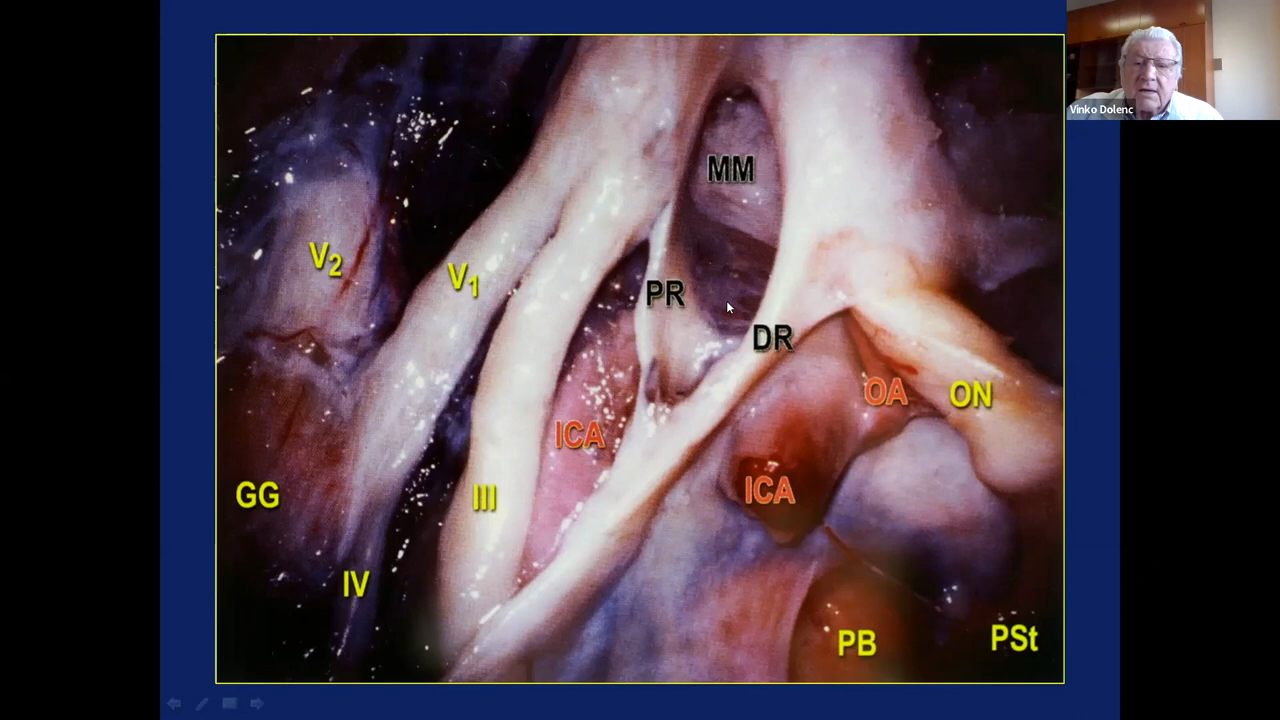 Vinko Dolenc
MM
V2
V1
PR
DR
OA
ON
ICA
ICA
GG
III
IV
PB
PSt